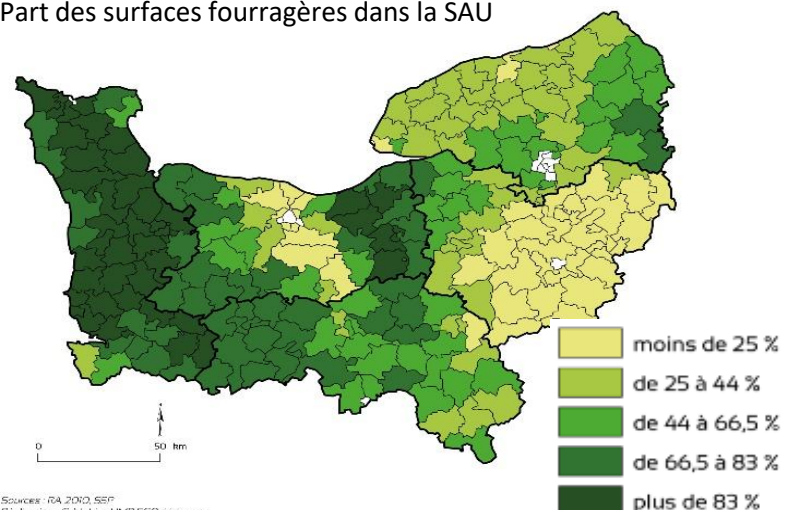 Part des surfaces fourragères dans la SAU
moins de 25 %
de 25 à 44 %
de 44 à 66,5 %
de 66,5 à 83 %
plus de 83 %
0 50 km
Sources : RA 2010, SSP